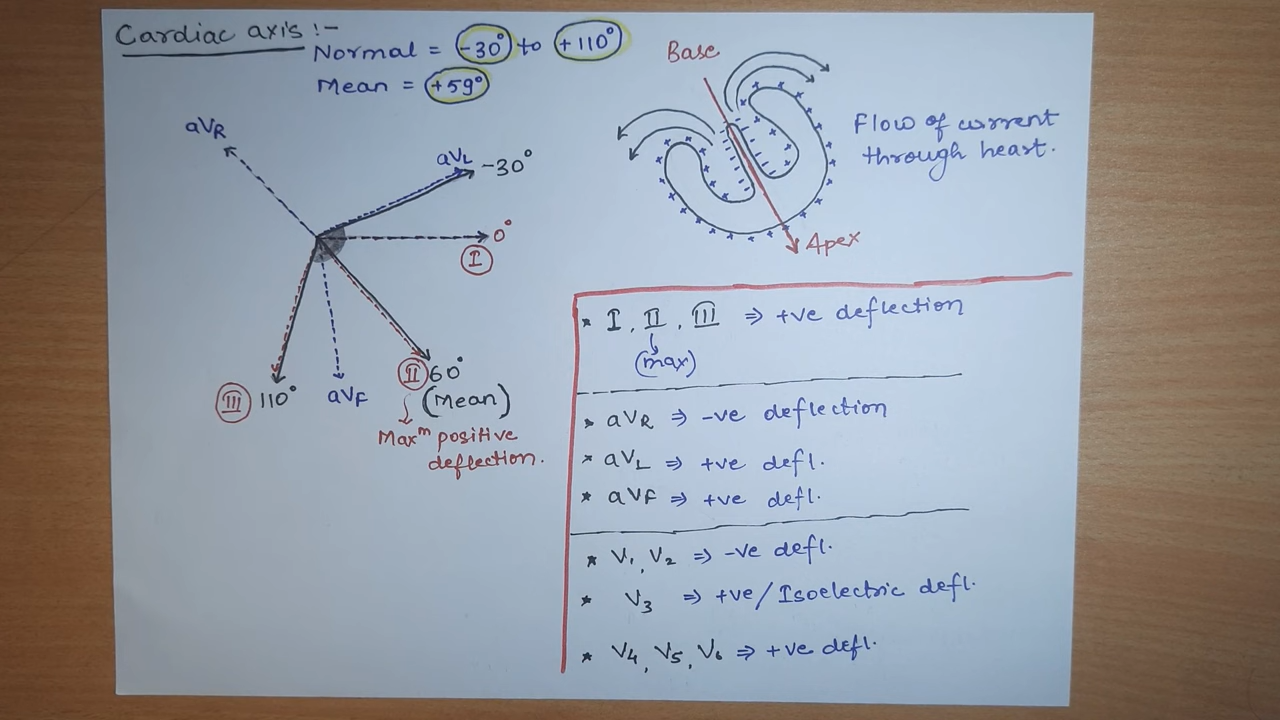 Cardiac axis :-
Normal = -30° to +110°
Mean = +59°
aVR
aVL -30°
I 0°
II 60°
(Mean)
Maxᵐ positive
deflection.
aVF
III 110°
Base
Apex
Flow of current
through heart.
* I, II, III ⇒ +ve deflection
(max)
* aVR ⇒ -ve deflection
* aVL ⇒ +ve defl.
* aVF ⇒ +ve defl.
* V₁, V₂ ⇒ -ve defl.
* V₃ ⇒ +ve/Isoelectric defl.
* V₄, V₅, V₆ ⇒ +ve defl.